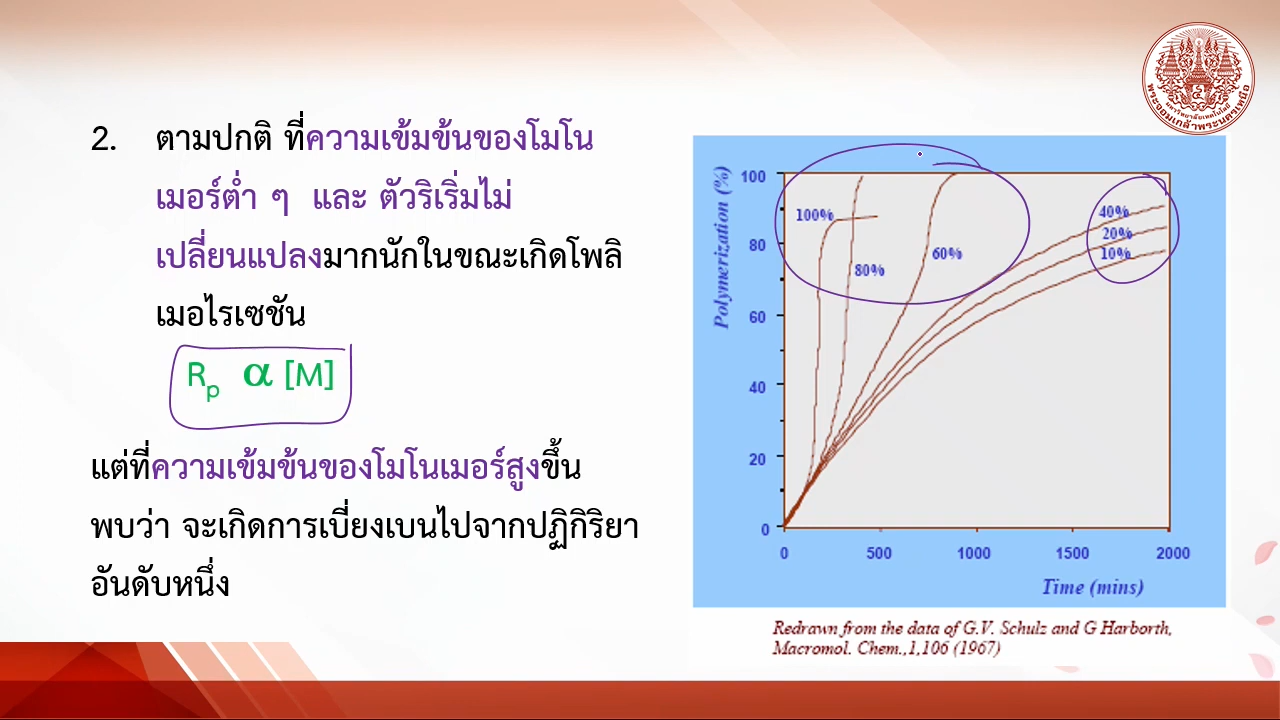 2. ตามปกติ ที่ความเข้มข้นของโมโน
เมอร์ต่ำ ๆ และ ตัวริเริ่มไม่
เปลี่ยนแปลงมากนักในขณะเกิดโพลิ
เมอไรเซชัน
Rp α [M]
แต่ที่ความเข้มข้นของโมโนเมอร์สูงขึ้น
พบว่า จะเกิดการเบี่ยงเบนไปจากปฏิกิริยา
อันดับหนึ่ง
Polymerization (%)
100
80
60
40
20
0
100%
80%
60%
40%
20%
10%
0 500 1000 1500 2000
Time (mins)
Redrawn from the data of G.V. Schulz and G Harborth,
Macromol. Chem.,1,106 (1967)